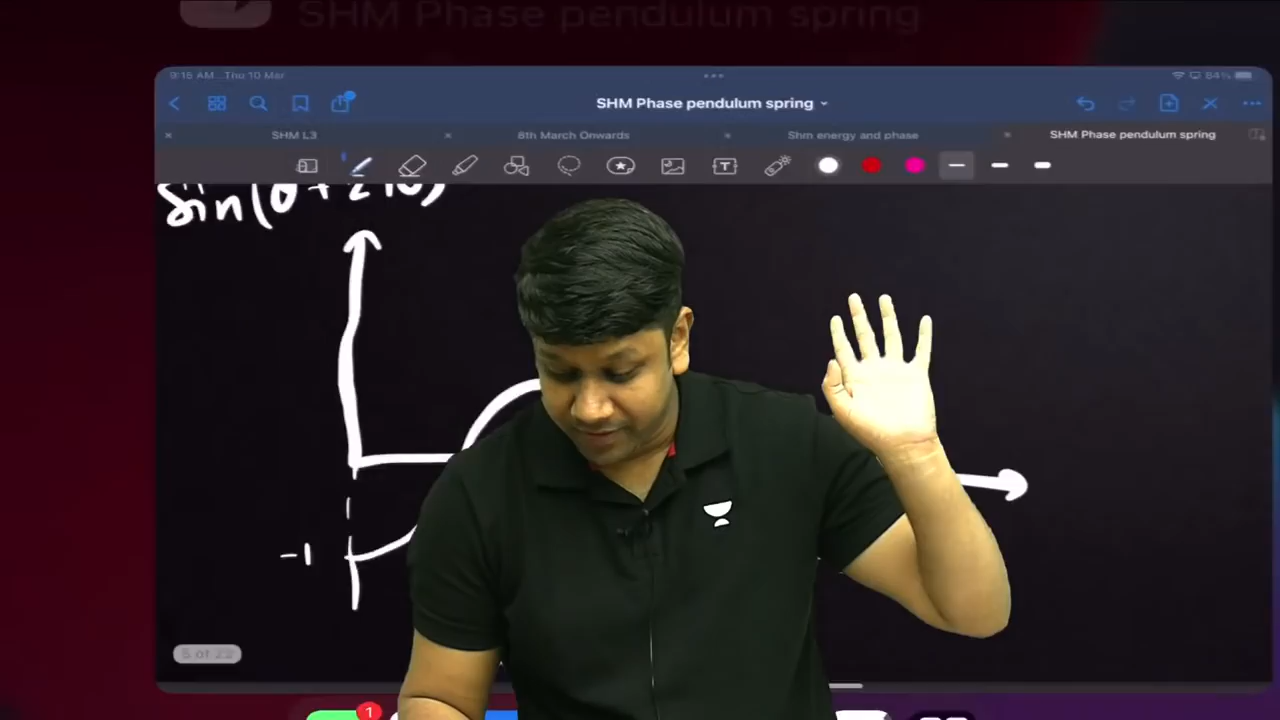 SHM Phase pendulum spring
9:15 AM Thu 10 Mar
84%
SHM Phase pendulum spring
SHM L3
8th March Onwards
Shm energy and phase
SHM Phase pendulum spring
T
-1
5 of 22
1